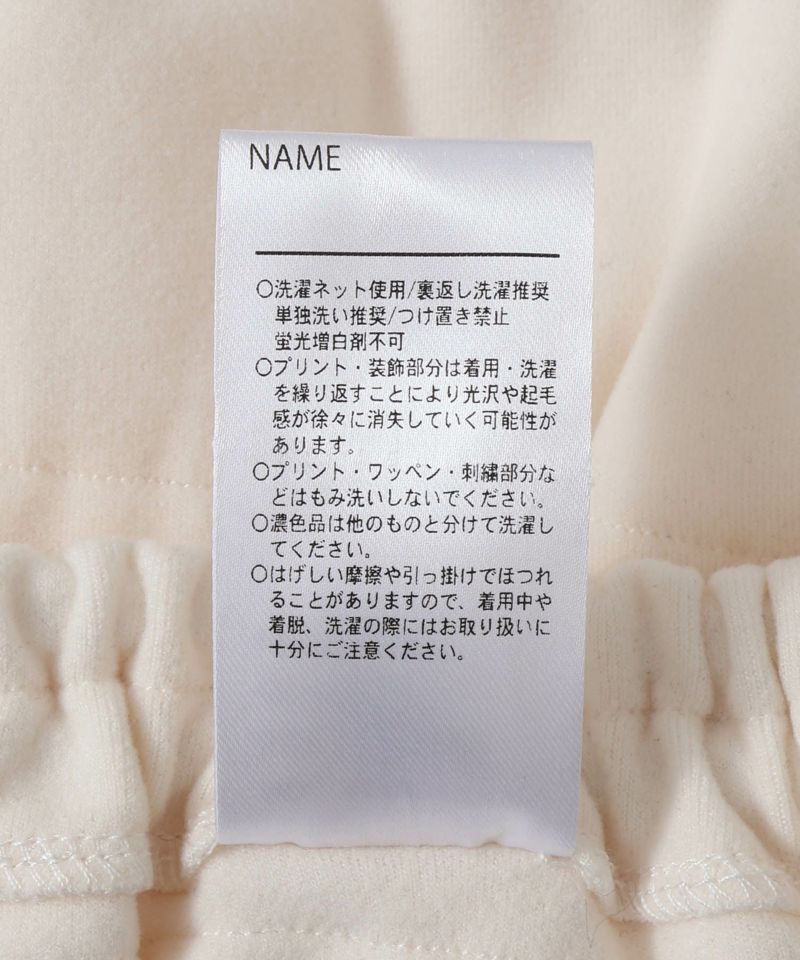 NAME
○洗濯ネット使用/裏返し洗濯推奨
単独洗い推奨/つけ置き禁止
蛍光増白剤不可
○プリント・装飾部分は着用・洗濯
を繰り返すことにより光沢や起毛
感が徐々に消失していく可能性が
あります。
○プリント・ワッペン・刺繍部分な
どはもみ洗いしないでください。
○濃色品は他のものと分けて洗濯し
てください。
○はげしい摩擦や引っ掛けでほつれ
ることがありますので、着用中や
着脱、洗濯の際にはお取り扱いに
十分にご注意ください。